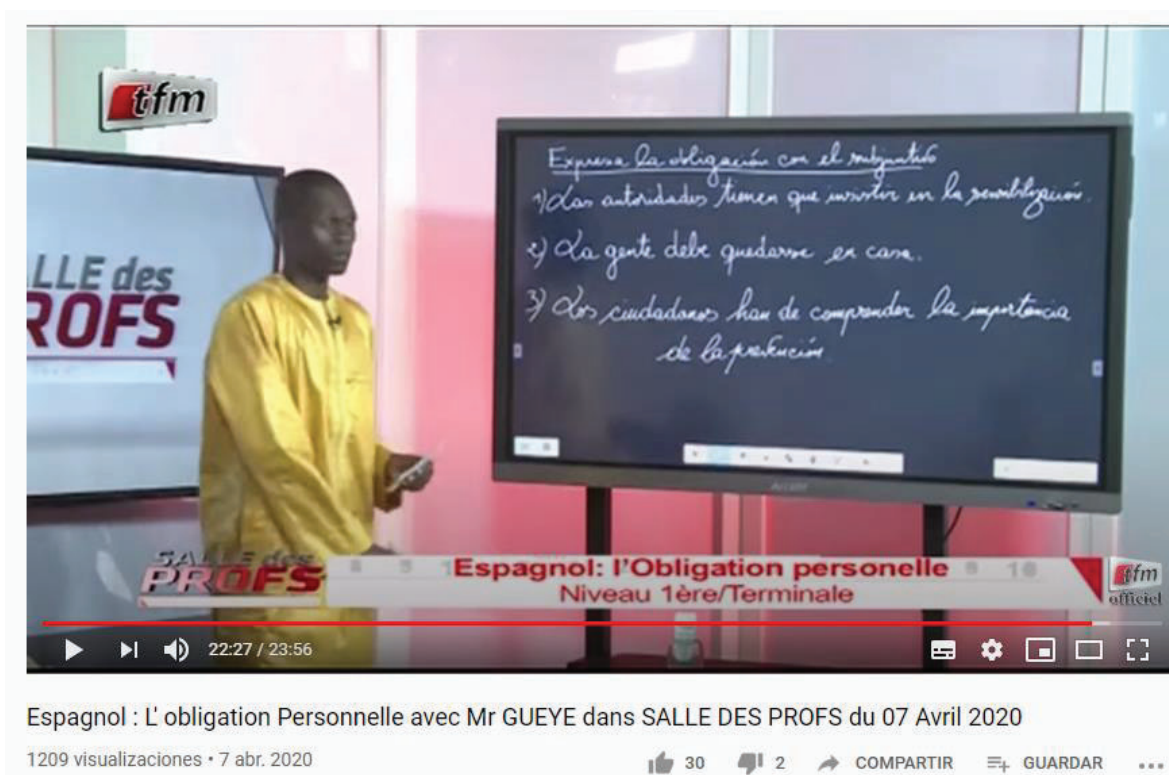 tfm
LLE des
ROFS
Expresa la obligación con el subjuntivo
1) Las autoridades tienen que insistir en la sensibilización.
2) La gente debe quedarse en casa.
3) Los ciudadanos han de comprender la importancia
de la prevención
SALLE des
PROFS
Espagnol: l'Obligation personelle
Niveau 1ère/Terminale
tfm
officiel
22:27 / 23:56
Espagnol : L' obligation Personnelle avec Mr GUEYE dans SALLE DES PROFS du 07 Avril 2020
1209 visualizaciones • 7 abr. 2020 30 2 COMPARTIR GUARDAR